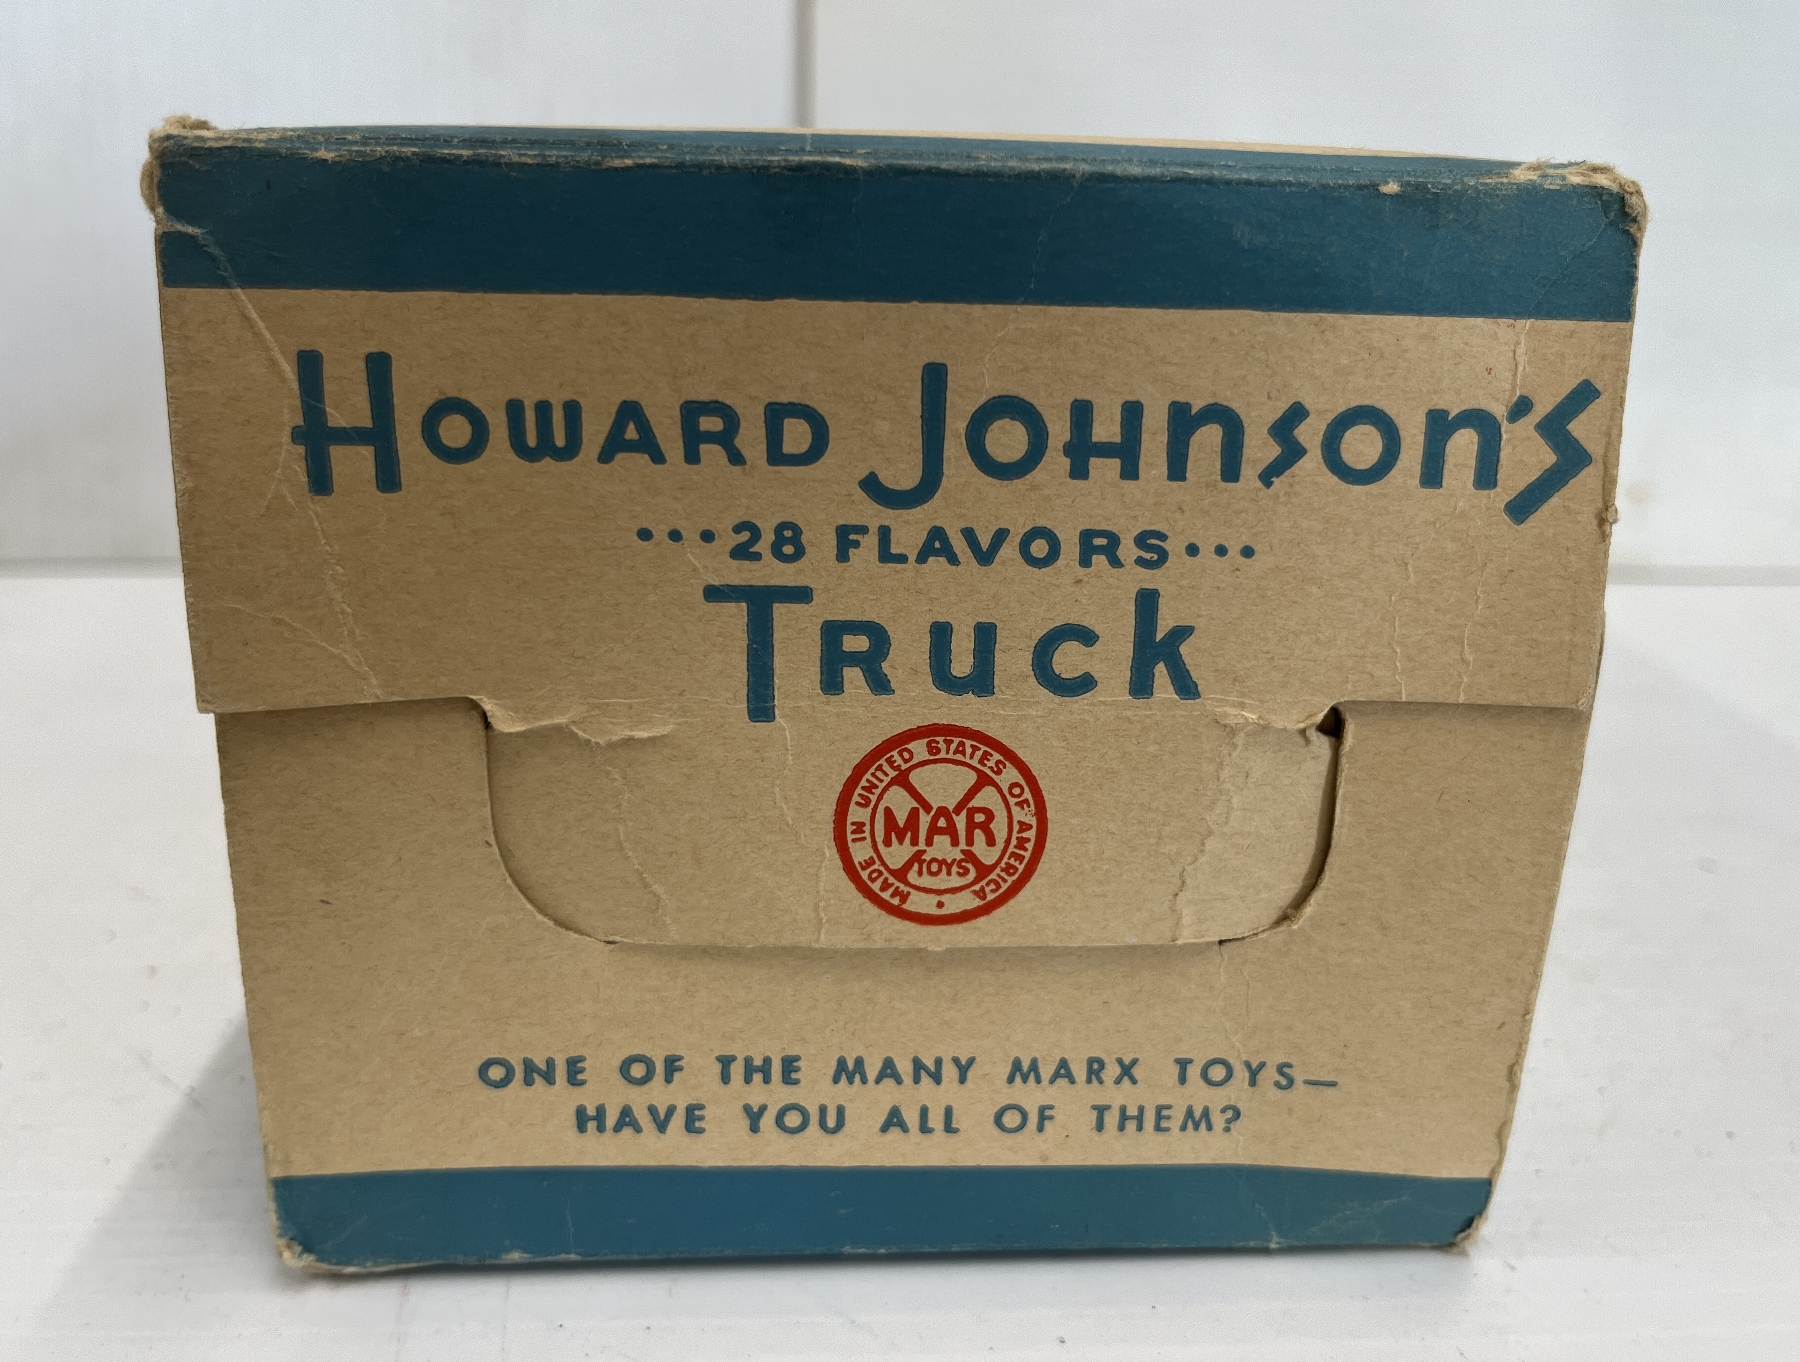 Howard Johnson's
•••28 FLAVORS•••
Truck
MADE IN UNITED STATES OF AMERICA •
MAR
TOYS
ONE OF THE MANY MARX TOYS—
HAVE YOU ALL OF THEM?